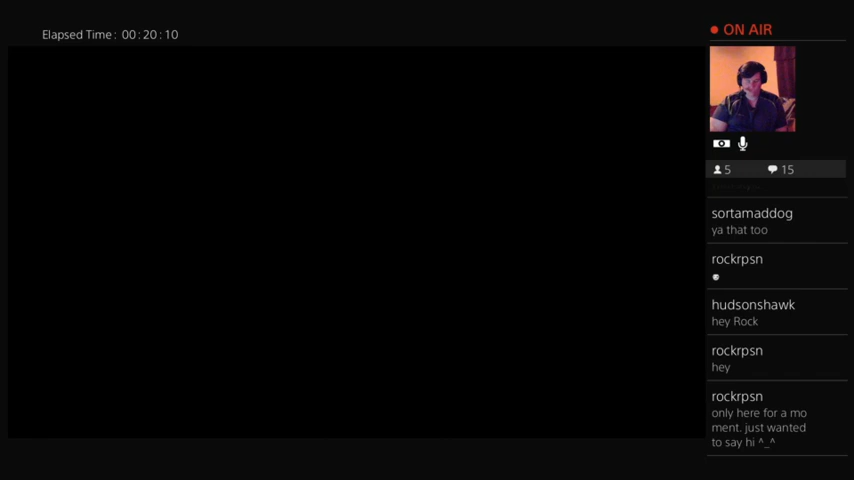 Elapsed Time: 00:20:10
ON AIR
5
15
sortamaddog
ya that too
rockrpsn
hudsonshawk
hey Rock
rockrpsn
hey
rockrpsn
only here for a mo
ment. just wanted
to say hi ^_^